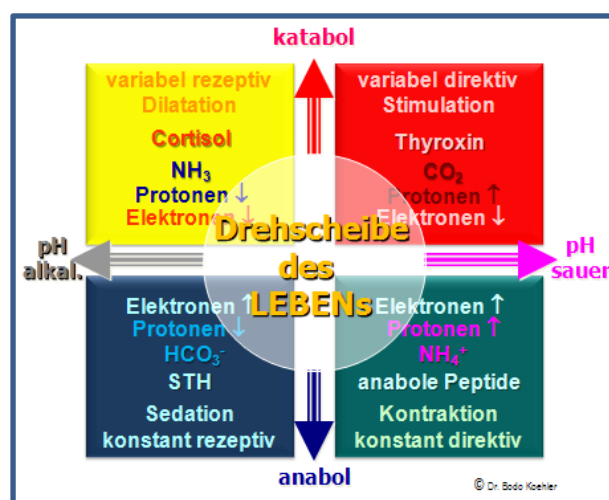 katabol
variabel rezeptiv
Dilatation
Cortisol
NH₃
Protonen ↓
Elektronen ↓
variabel direktiv
Stimulation
Thyroxin
CO₂
Protonen ↑
Elektronen ↓
pH
alkal.
Drehscheibe
des
LEBENs
pH
sauer
Elektronen ↑
Protonen ↓
HCO₃⁻
STH
Sedation
konstant rezeptiv
Elektronen ↑
Protonen ↑
NH₄⁺
anabole Peptide
Kontraktion
konstant direktiv
anabol
© Dr. Bodo Koehler